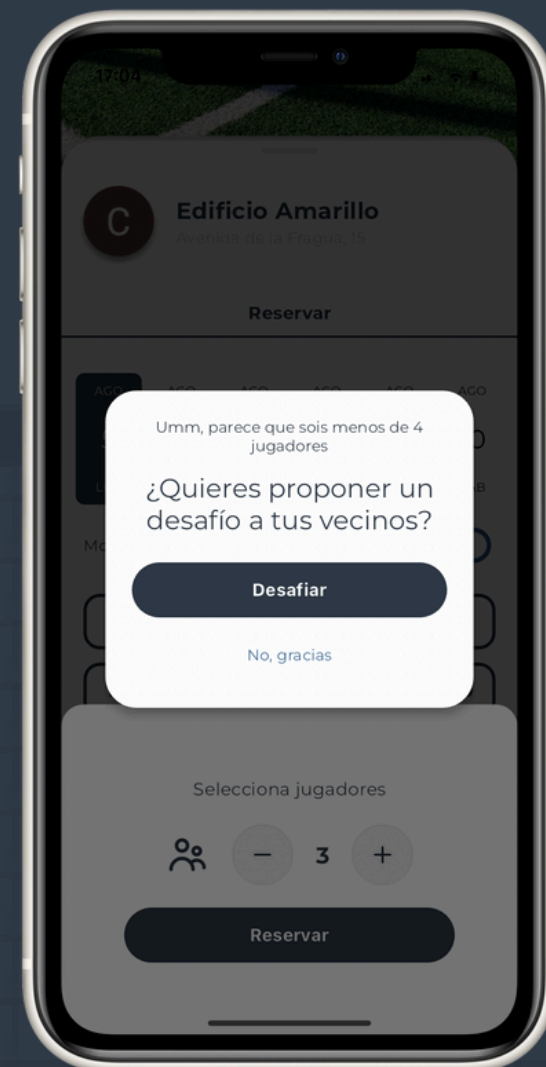 17:04
C
Edificio Amarillo
Avenida de la Fragua, 15
Reservar
AGO AGO AGO AGO AGO AGO
Umm, parece que sois menos de 4
jugadores
¿Quieres proponer un
desafío a tus vecinos?
Desafiar
No, gracias
Selecciona jugadores
3
Reservar